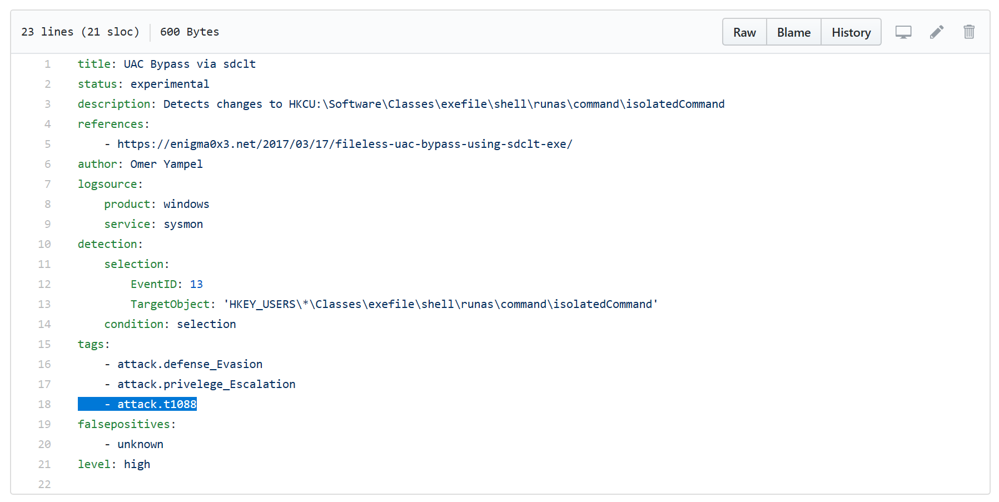 23 lines (21 sloc) 600 Bytes Raw Blame History
1 title: UAC Bypass via sdclt
2 status: experimental
3 description: Detects changes to HKCU:\Software\Classes\exefile\shell\runas\command\isolatedCommand
4 references:
5     - https://enigma0x3.net/2017/03/17/fileless-uac-bypass-using-sdclt-exe/
6 author: Omer Yampel
7 logsource:
8     product: windows
9     service: sysmon
10 detection:
11     selection:
12         EventID: 13
13         TargetObject: 'HKEY_USERS\*\Classes\exefile\shell\runas\command\isolatedCommand'
14     condition: selection
15 tags:
16     - attack.defense_Evasion
17     - attack.privelege_Escalation
18     - attack.t1088
19 falsepositives:
20     - unknown
21 level: high
22